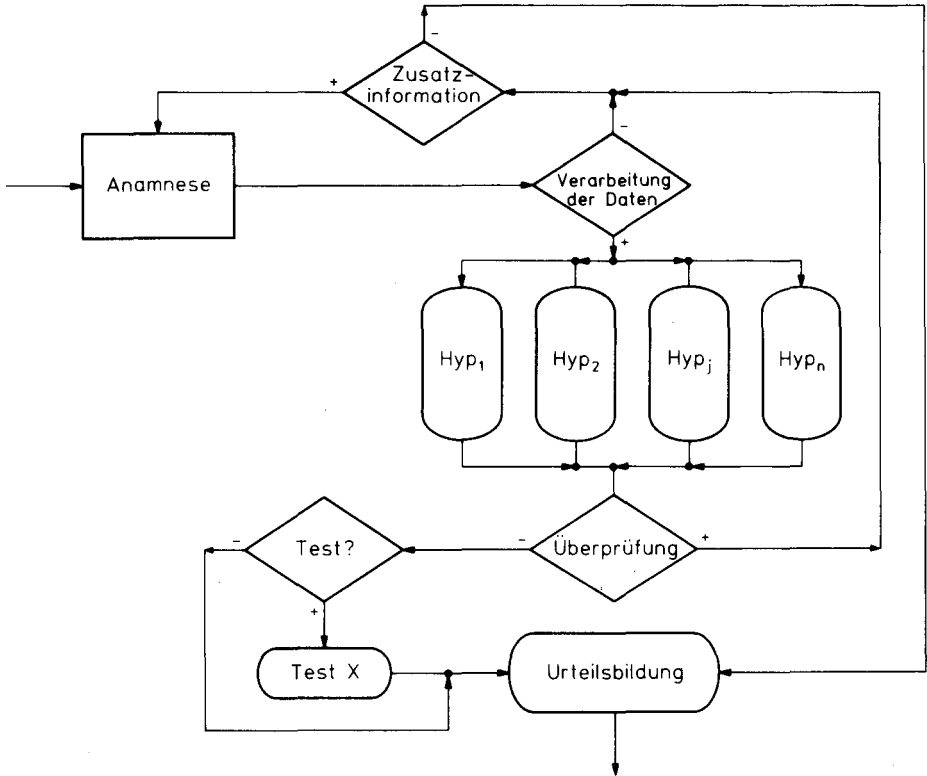 −
Zusatz-
information
+
−
Anamnese
Verarbeitung
der Daten
+
Hyp₁ Hyp₂ Hypⱼ Hypₙ
− Test? − Überprüfung +
+
Test X Urteilsbildung